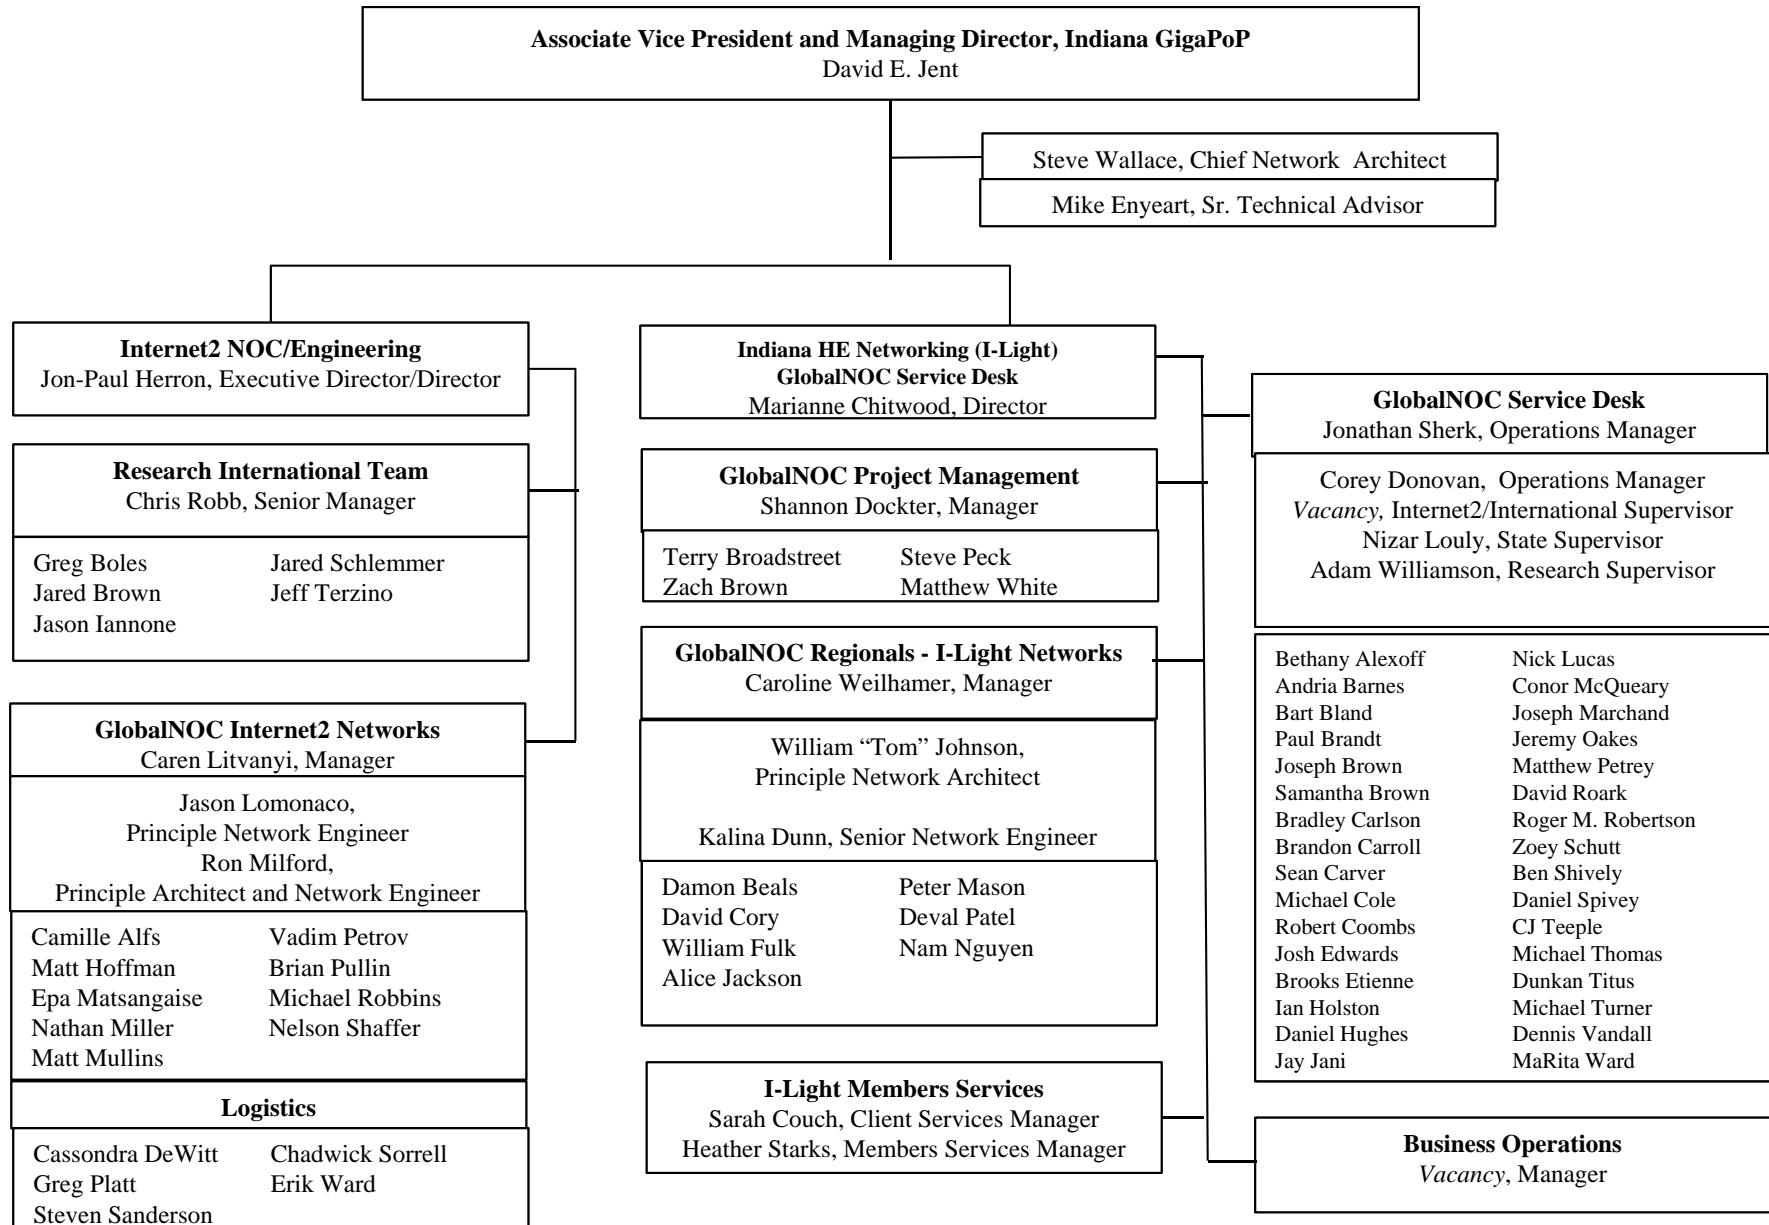 Associate Vice President and Managing Director, Indiana GigaPoP
David E. Jent
Steve Wallace, Chief Network Architect
Mike Enyeart, Sr. Technical Advisor
Internet2 NOC/Engineering
Jon-Paul Herron, Executive Director/Director
Research International Team
Chris Robb, Senior Manager
Greg Boles Jared Schlemmer
Jared Brown Jeff Terzino
Jason Iannone
GlobalNOC Internet2 Networks
Caren Litvanyi, Manager
Jason Lomonaco,
Principle Network Engineer
Ron Milford,
Principle Architect and Network Engineer
Camille Alfs Vadim Petrov
Matt Hoffman Brian Pullin
Epa Matsangaise Michael Robbins
Nathan Miller Nelson Shaffer
Matt Mullins
Logistics
Cassondra DeWitt Chadwick Sorrell
Greg Platt Erik Ward
Steven Sanderson
Indiana HE Networking (I-Light)
GlobalNOC Service Desk
Marianne Chitwood, Director
GlobalNOC Project Management
Shannon Dockter, Manager
Terry Broadstreet Steve Peck
Zach Brown Matthew White
GlobalNOC Regionals - I-Light Networks
Caroline Weilhamer, Manager
William “Tom” Johnson,
Principle Network Architect
Kalina Dunn, Senior Network Engineer
Damon Beals Peter Mason
David Cory Deval Patel
William Fulk Nam Nguyen
Alice Jackson
I-Light Members Services
Sarah Couch, Client Services Manager
Heather Starks, Members Services Manager
GlobalNOC Service Desk
Jonathan Sherk, Operations Manager
Corey Donovan, Operations Manager
Vacancy, Internet2/International Supervisor
Nizar Louly, State Supervisor
Adam Williamson, Research Supervisor
Bethany Alexoff Nick Lucas
Andria Barnes Conor McQueary
Bart Bland Joseph Marchand
Paul Brandt Jeremy Oakes
Joseph Brown Matthew Petrey
Samantha Brown David Roark
Bradley Carlson Roger M. Robertson
Brandon Carroll Zoey Schutt
Sean Carver Ben Shively
Michael Cole Daniel Spivey
Robert Coombs CJ Teeple
Josh Edwards Michael Thomas
Brooks Etienne Dunkan Titus
Ian Holston Michael Turner
Daniel Hughes Dennis Vandall
Jay Jani MaRita Ward
Business Operations
Vacancy, Manager